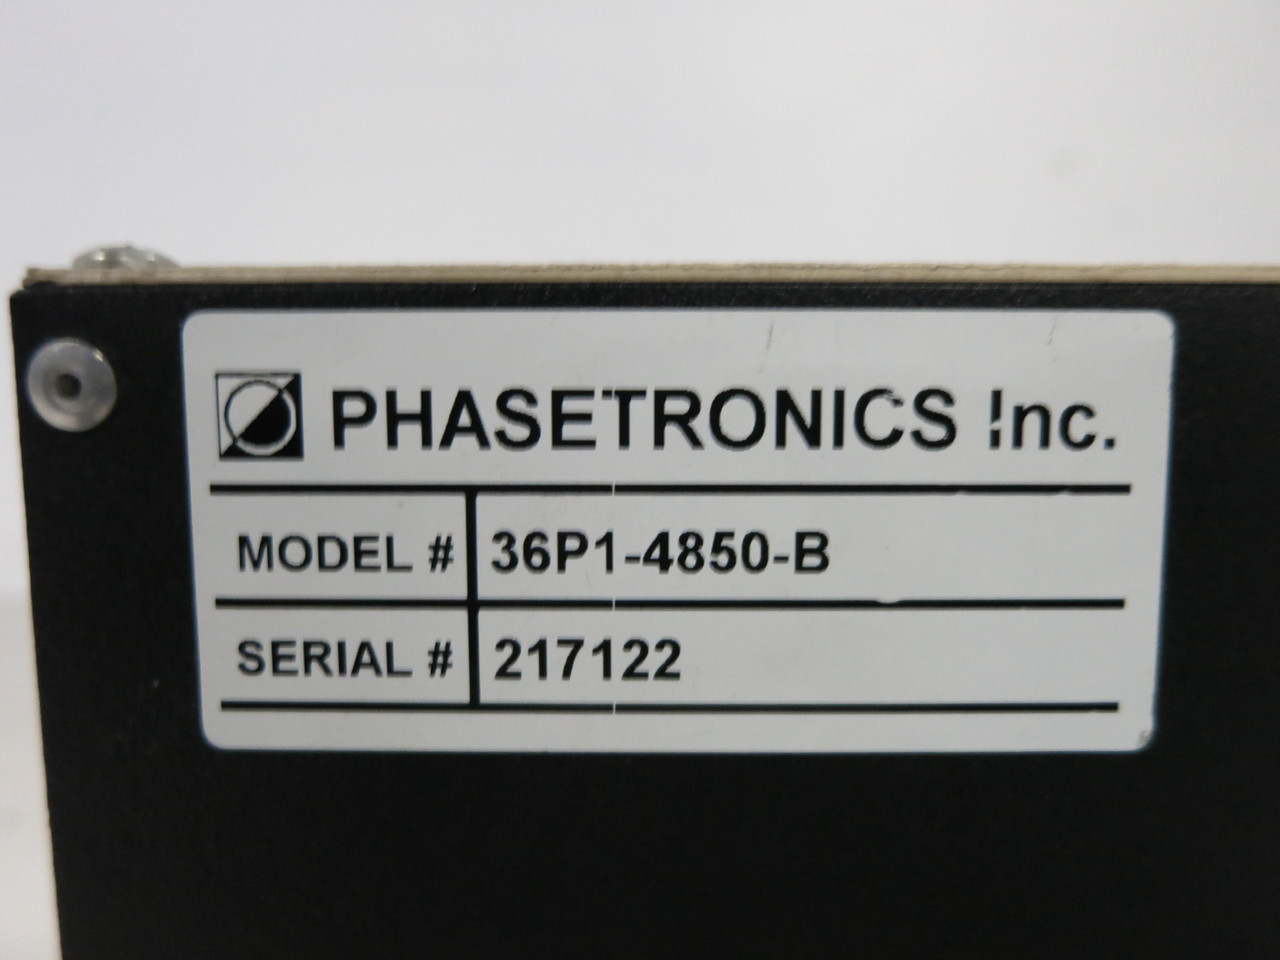 PHASETRONICS Inc.
MODEL # 36P1-4850-B
SERIAL # 217122